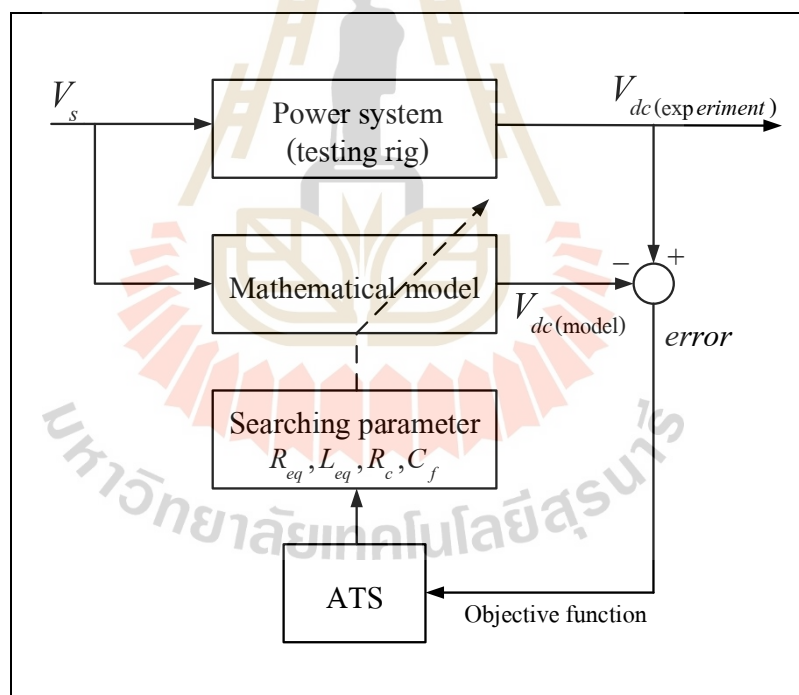 V_s
Power system
(testing rig)
V_dc(experiment)
Mathematical model
V_dc(model)
− +
error
Searching parameter
R_eq, L_eq, R_c, C_f
ATS
Objective function
มหาวิทยาลัยเทคโนโลยีสุรนารี